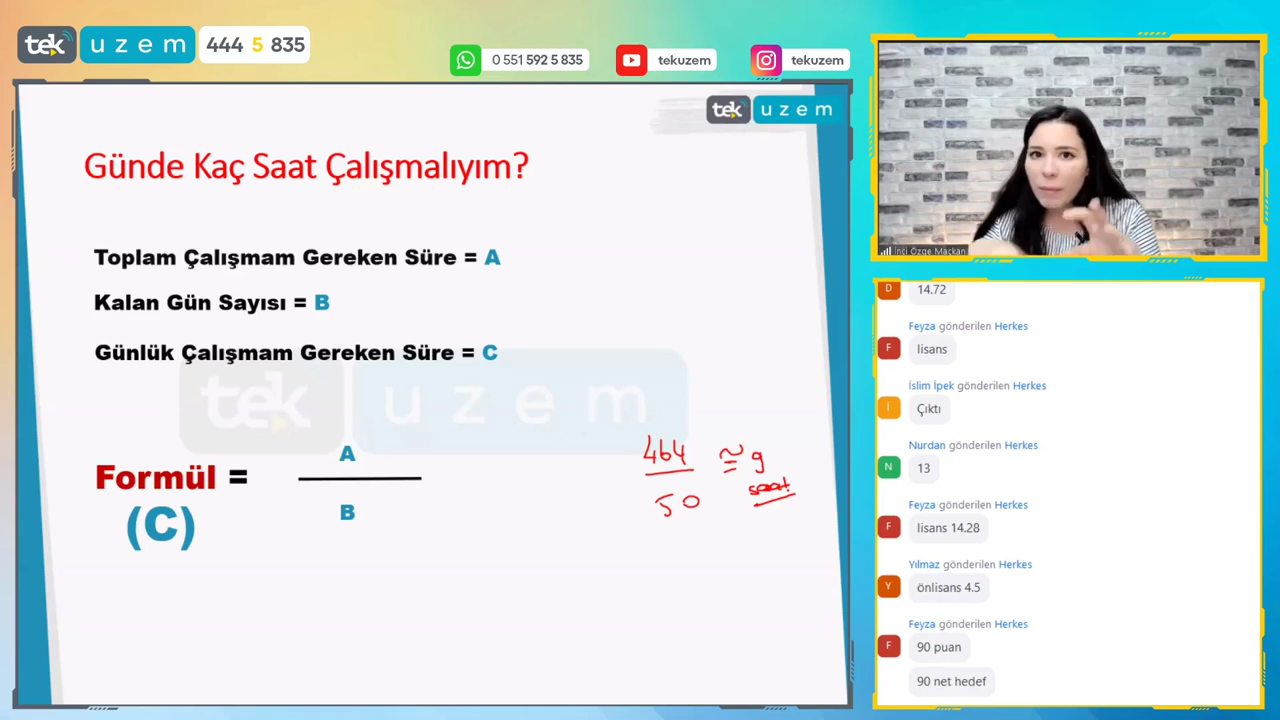 tek uzem 444 5 835
0 551 592 5 835
tekuzem
tekuzem
tek uzem
Günde Kaç Saat Çalışmalıyım?
Toplam Çalışmam Gereken Süre = A
Kalan Gün Sayısı = B
Günlük Çalışmam Gereken Süre = C
tek uzem
Formül =
(C)
A
B
464
50
≅ 9
saat
İnci Özge Maçkan
D
14.72
Feyza gönderilen Herkes
F
lisans
İslim İpek gönderilen Herkes
İ
Çıktı
Nurdan gönderilen Herkes
N
13
Feyza gönderilen Herkes
F
lisans 14.28
Yılmaz gönderilen Herkes
Y
önlisans 4.5
Feyza gönderilen Herkes
F
90 puan
90 net hedef